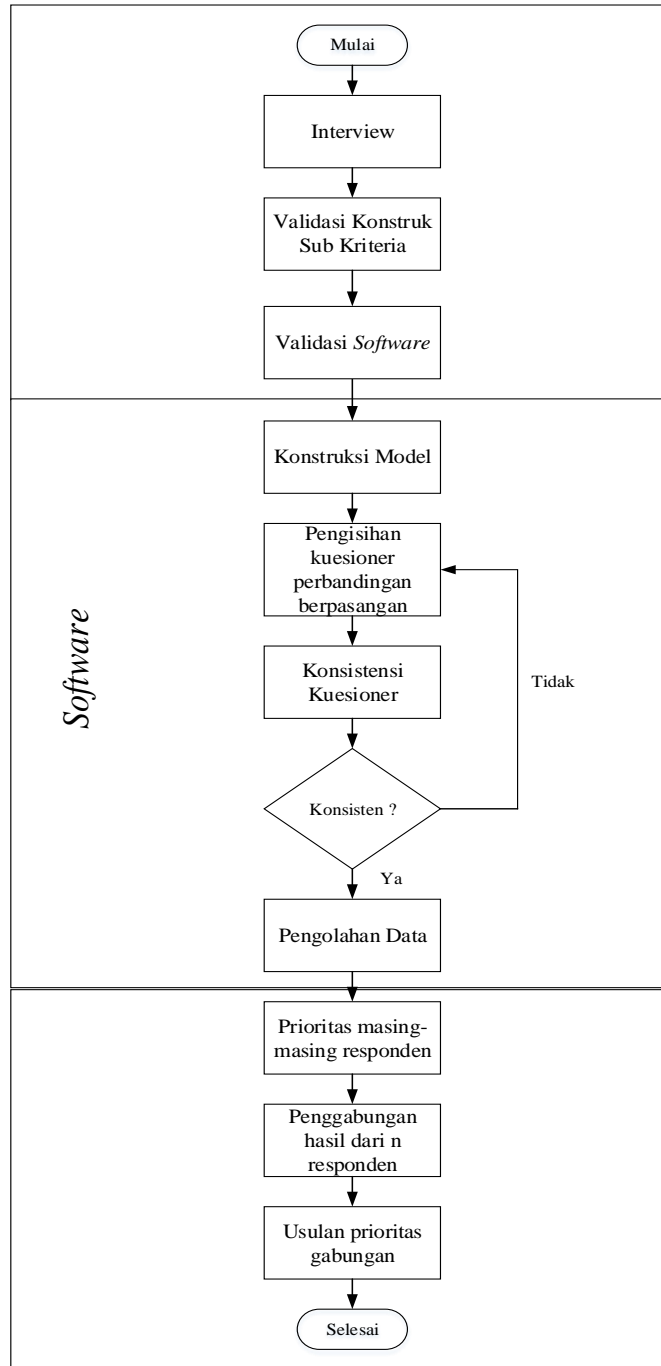 Mulai
Interview
Validasi Konstruk
Sub Kriteria
Validasi Software
Software
Konstruksi Model
Pengisihan
kuesioner
perbandingan
berpasangan
Konsistensi
Kuesioner
Tidak
Konsisten ?
Ya
Pengolahan Data
Prioritas masing-
masing responden
Penggabungan
hasil dari n
responden
Usulan prioritas
gabungan
Selesai